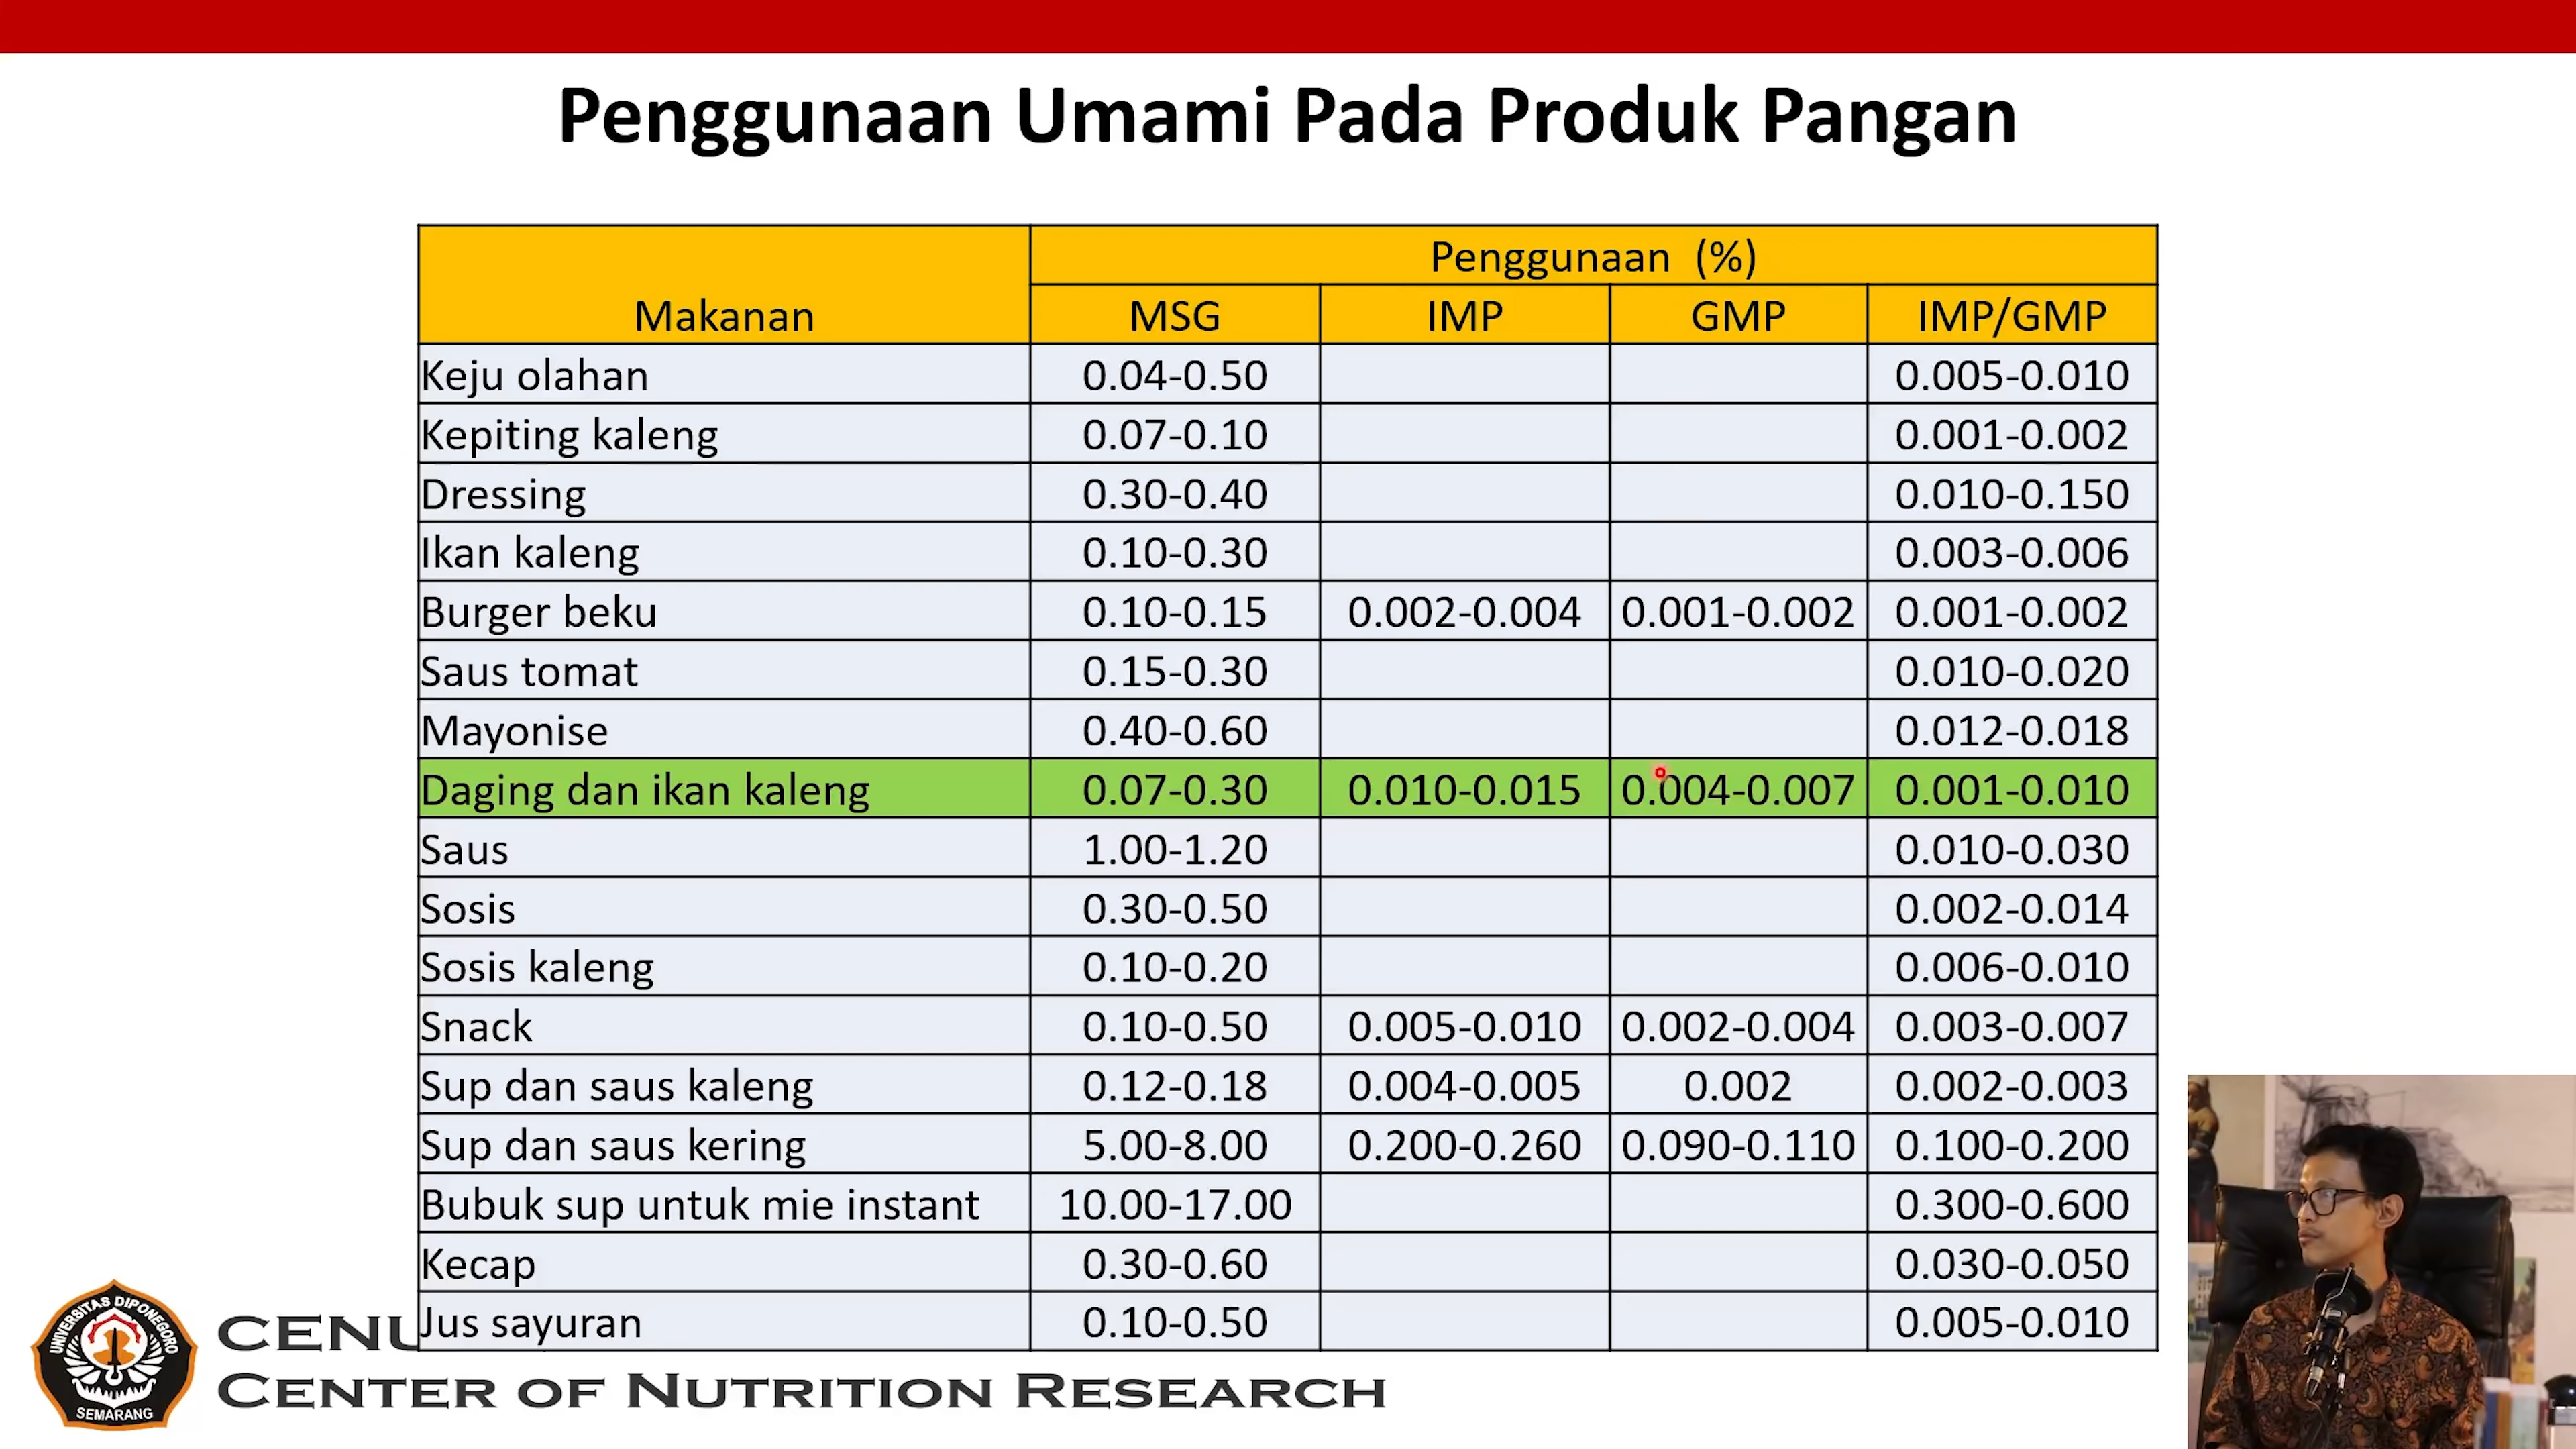 Penggunaan Umami Pada Produk Pangan
Penggunaan (%)
Makanan MSG IMP GMP IMP/GMP
Keju olahan 0.04-0.50 0.005-0.010
Kepiting kaleng 0.07-0.10 0.001-0.002
Dressing 0.30-0.40 0.010-0.150
Ikan kaleng 0.10-0.30 0.003-0.006
Burger beku 0.10-0.15 0.002-0.004 0.001-0.002 0.001-0.002
Saus tomat 0.15-0.30 0.010-0.020
Mayonise 0.40-0.60 0.012-0.018
Daging dan ikan kaleng 0.07-0.30 0.010-0.015 0.004-0.007 0.001-0.010
Saus 1.00-1.20 0.010-0.030
Sosis 0.30-0.50 0.002-0.014
Sosis kaleng 0.10-0.20 0.006-0.010
Snack 0.10-0.50 0.005-0.010 0.002-0.004 0.003-0.007
Sup dan saus kaleng 0.12-0.18 0.004-0.005 0.002 0.002-0.003
Sup dan saus kering 5.00-8.00 0.200-0.260 0.090-0.110 0.100-0.200
Bubuk sup untuk mie instant 10.00-17.00 0.300-0.600
Kecap 0.30-0.60 0.030-0.050
Jus sayuran 0.10-0.50 0.005-0.010
UNIVERSITAS DIPONEGORO
SEMARANG
CENU
CENTER OF NUTRITION RESEARCH